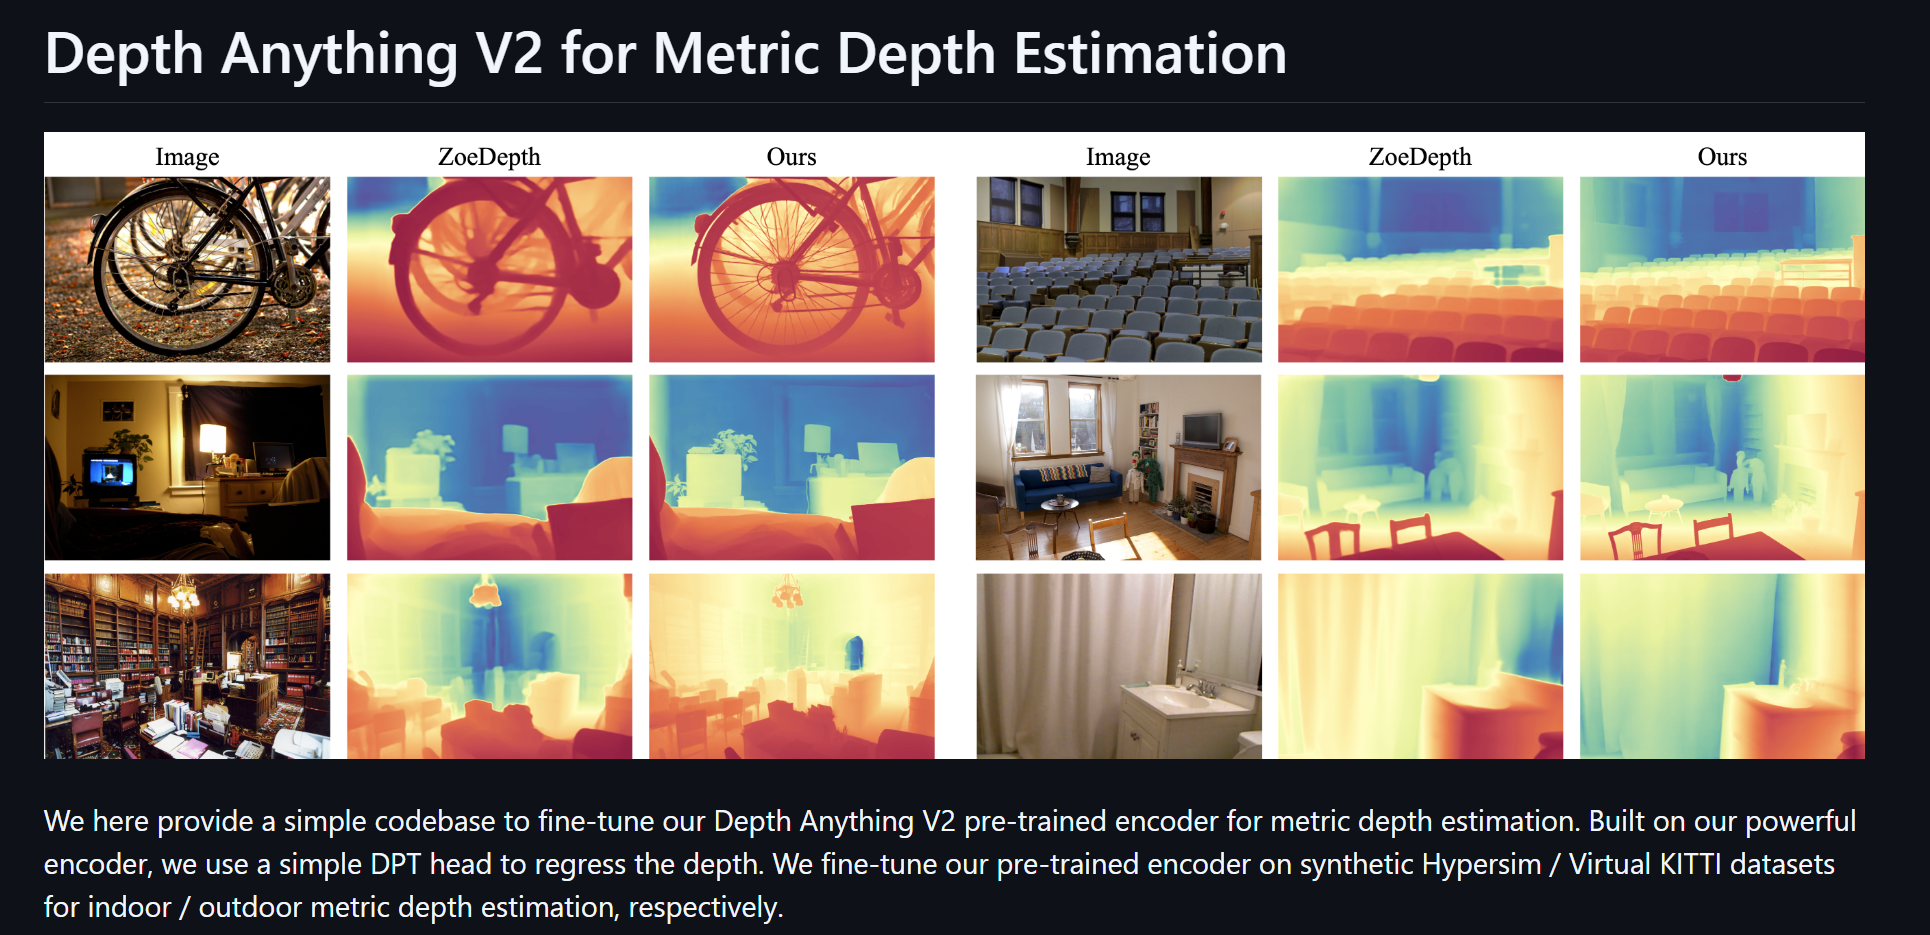 Depth Anything V2 for Metric Depth Estimation
Image ZoeDepth Ours Image ZoeDepth Ours
We here provide a simple codebase to fine-tune our Depth Anything V2 pre-trained encoder for metric depth estimation. Built on our powerful
encoder, we use a simple DPT head to regress the depth. We fine-tune our pre-trained encoder on synthetic Hypersim / Virtual KITTI datasets
for indoor / outdoor metric depth estimation, respectively.